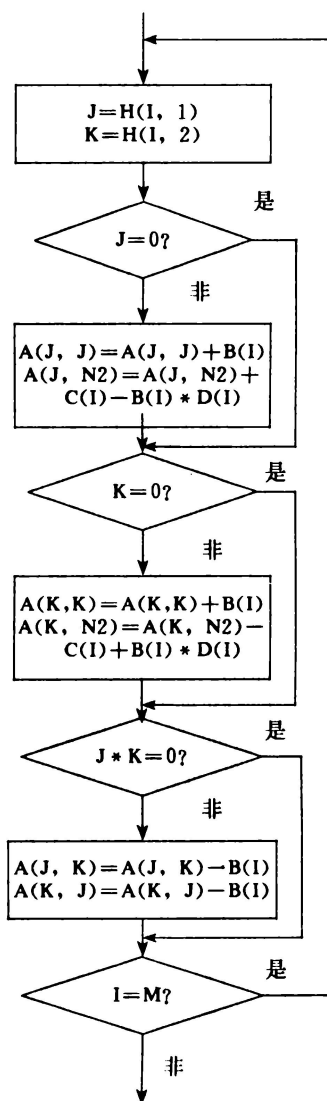 J=H(I, 1)
K=H(I, 2)
是
J=0?
非
A(J, J)=A(J, J)+B(I)
A(J, N2)=A(J, N2)+
C(I)-B(I)*D(I)
是
K=0?
非
A(K,K)=A(K,K)+B(I)
A(K, N2)=A(K, N2)-
C(I)+B(I)*D(I)
是
J*K=0?
非
A(J, K)=A(J, K)-B(I)
A(K, J)=A(K, J)-B(I)
是
I=M?
非